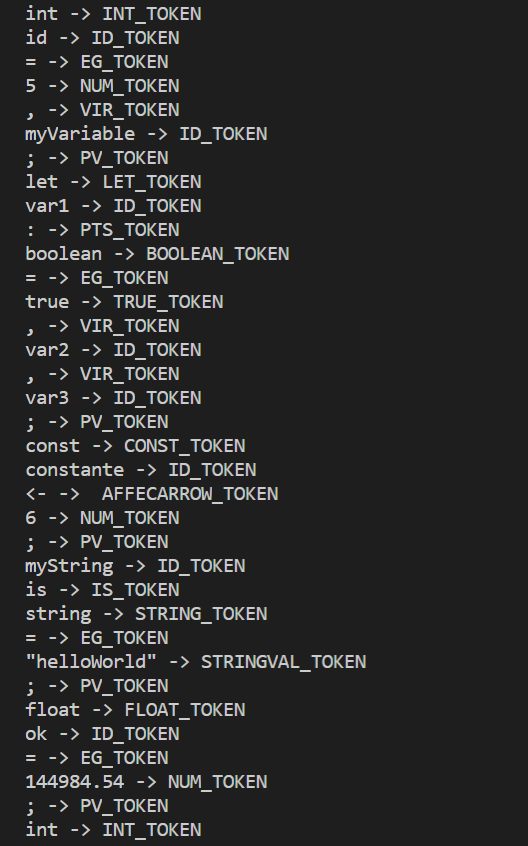 int -> INT_TOKEN
id -> ID_TOKEN
= -> EG_TOKEN
5 -> NUM_TOKEN
, -> VIR_TOKEN
myVariable -> ID_TOKEN
; -> PV_TOKEN
let -> LET_TOKEN
var1 -> ID_TOKEN
: -> PTS_TOKEN
boolean -> BOOLEAN_TOKEN
= -> EG_TOKEN
true -> TRUE_TOKEN
, -> VIR_TOKEN
var2 -> ID_TOKEN
, -> VIR_TOKEN
var3 -> ID_TOKEN
; -> PV_TOKEN
const -> CONST_TOKEN
constante -> ID_TOKEN
<- ->  AFFECARROW_TOKEN
6 -> NUM_TOKEN
; -> PV_TOKEN
myString -> ID_TOKEN
is -> IS_TOKEN
string -> STRING_TOKEN
= -> EG_TOKEN
"helloWorld" -> STRINGVAL_TOKEN
; -> PV_TOKEN
float -> FLOAT_TOKEN
ok -> ID_TOKEN
= -> EG_TOKEN
144984.54 -> NUM_TOKEN
; -> PV_TOKEN
int -> INT_TOKEN